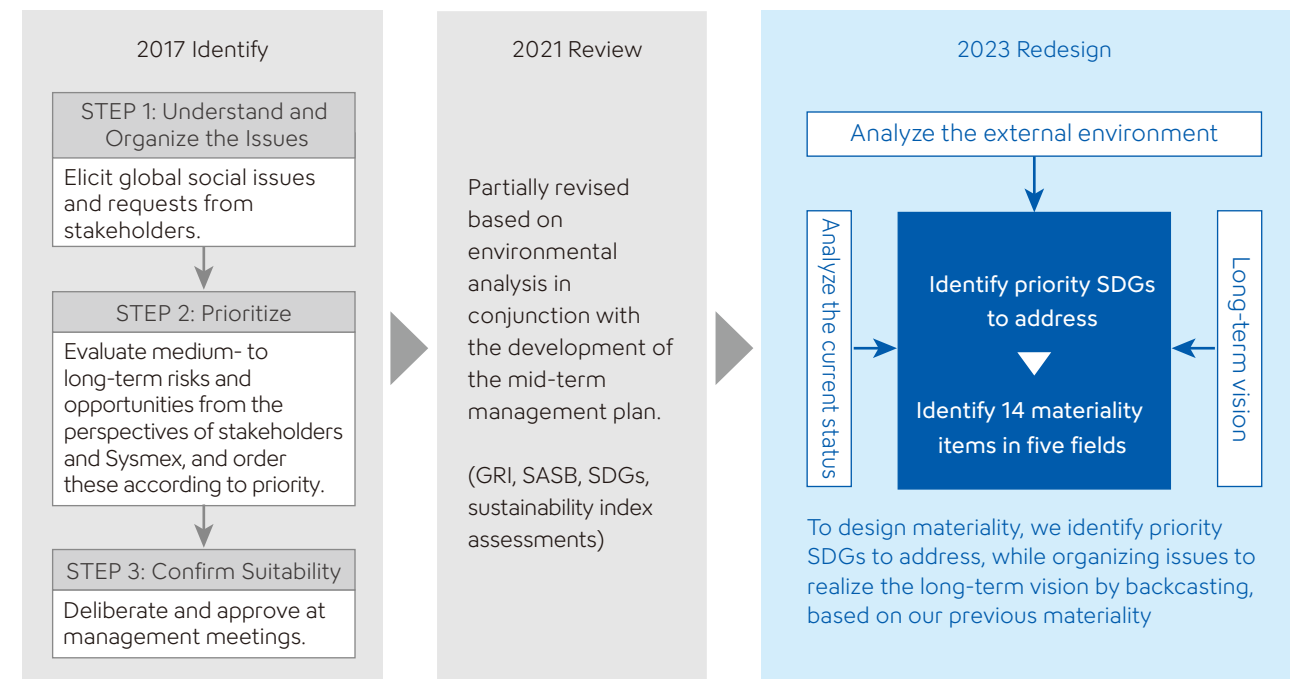 2017 Identify
STEP 1: Understand and
Organize the Issues
Elicit global social issues
and requests from
stakeholders.
STEP 2: Prioritize
Evaluate medium- to
long-term risks and
opportunities from the
perspectives of stakeholders
and Sysmex, and order
these according to priority.
STEP 3: Confirm Suitability
Deliberate and approve at
management meetings.
2021 Review
Partially revised
based on
environmental
analysis in
conjunction with
the development of
the mid-term
management plan.
(GRI, SASB, SDGs,
sustainability index
assessments)
2023 Redesign
Analyze the external environment
Analyze the current status
Identify priority SDGs
to address
Identify 14 materiality
items in five fields
Long-term vision
To design materiality, we identify priority
SDGs to address, while organizing issues to
realize the long-term vision by backcasting,
based on our previous materiality